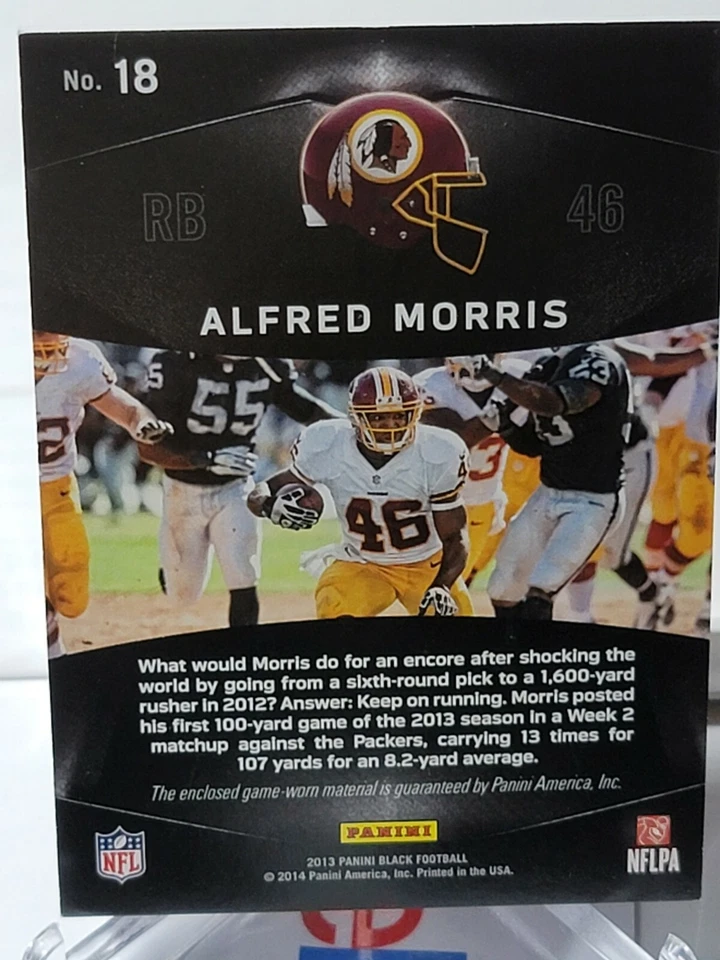 No. 18
RB
46
ALFRED MORRIS
55
46
What would Morris do for an encore after shocking the
world by going from a sixth-round pick to a 1,600-yard
rusher in 2012? Answer: Keep on running. Morris posted
his first 100-yard game of the 2013 season in a Week 2
matchup against the Packers, carrying 13 times for
107 yards for an 8.2-yard average.
The enclosed game-worn material is guaranteed by Panini America, Inc.
PANINI
NFL
NFLPA
2013 PANINI BLACK FOOTBALL
© 2014 Panini America, Inc. Printed in the USA.